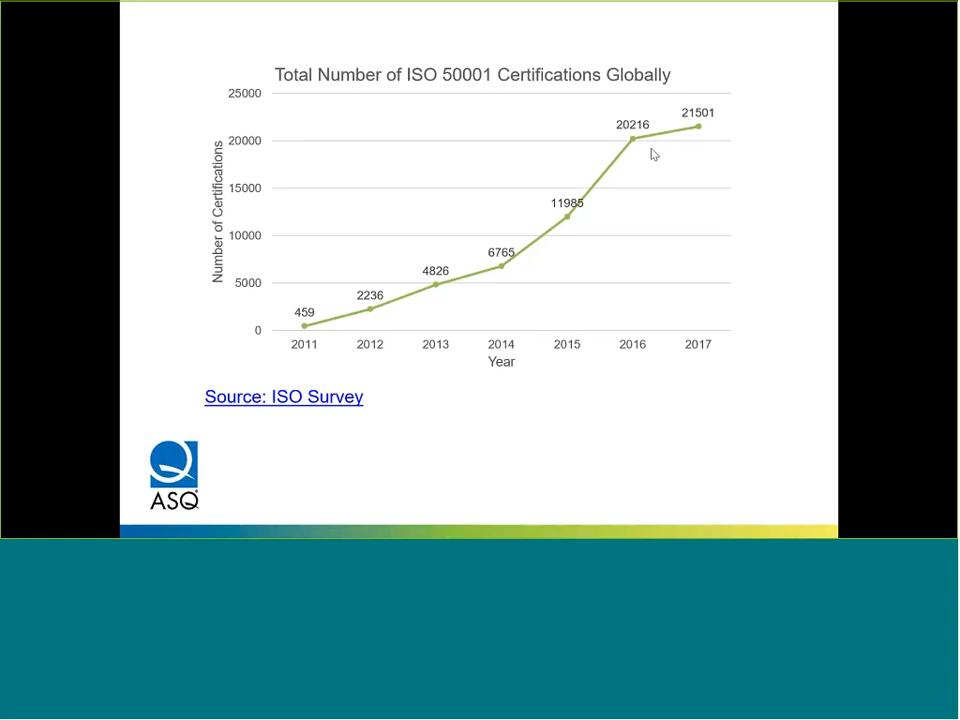 Total Number of ISO 50001 Certifications Globally
25000
20000
15000
10000
5000
0
Number of Certifications
459
2236
4826
6765
11985
20216
21501
2011 2012 2013 2014 2015 2016 2017
Year
Source: ISO Survey
ASQ